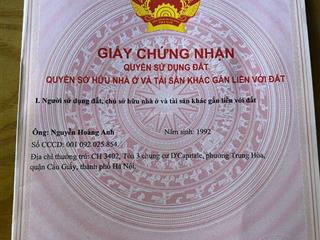 GIẤY CHỨNG NHẬN
QUYỀN SỬ DỤNG ĐẤT
QUYỀN SỞ HỮU NHÀ Ở VÀ TÀI SẢN KHÁC GẮN LIỀN VỚI ĐẤT
I. Người sử dụng đất, chủ sở hữu nhà ở và tài sản khác gắn liền với đất
Ông: Nguyễn Hoàng Anh Năm sinh: 1992
Số CCCD: 001 092 025.854
Địa chỉ thường trú: CH 3402, Tòa 3 chung cư D'Capitale, phường Trung Hòa,
quận Cầu Giấy, thành phố Hà Nội.